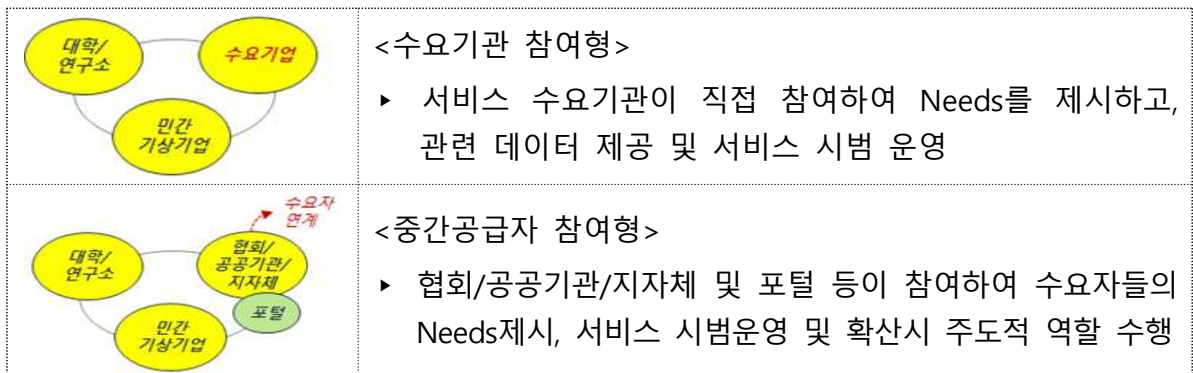 대학/
연구소
수요기업
민간
기상기업
<수요기관 참여형>
▶ 서비스 수요기관이 직접 참여하여 Needs를 제시하고,
관련 데이터 제공 및 서비스 시범 운영
수요자
연계
대학/
연구소
협회/
공공기관/
지자체
포털
민간
기상기업
<중간공급자 참여형>
▶ 협회/공공기관/지자체 및 포털 등이 참여하여 수요자들의
Needs제시, 서비스 시범운영 및 확산시 주도적 역할 수행